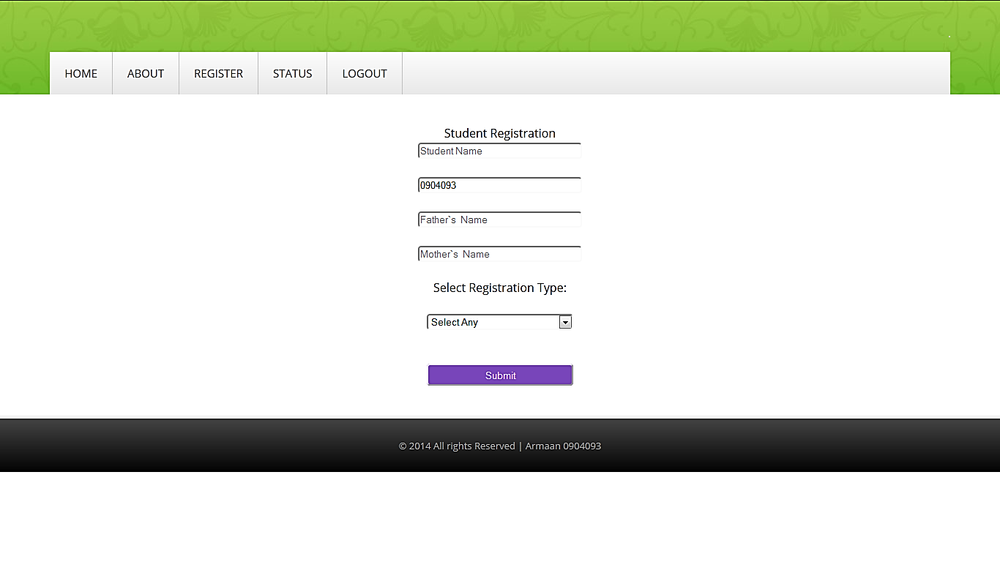 HOME ABOUT REGISTER STATUS LOGOUT
Student Registration
Student Name
0904093
Father`s Name
Mother`s Name
Select Registration Type:
Select Any
Submit
© 2014 All rights Reserved | Armaan 0904093